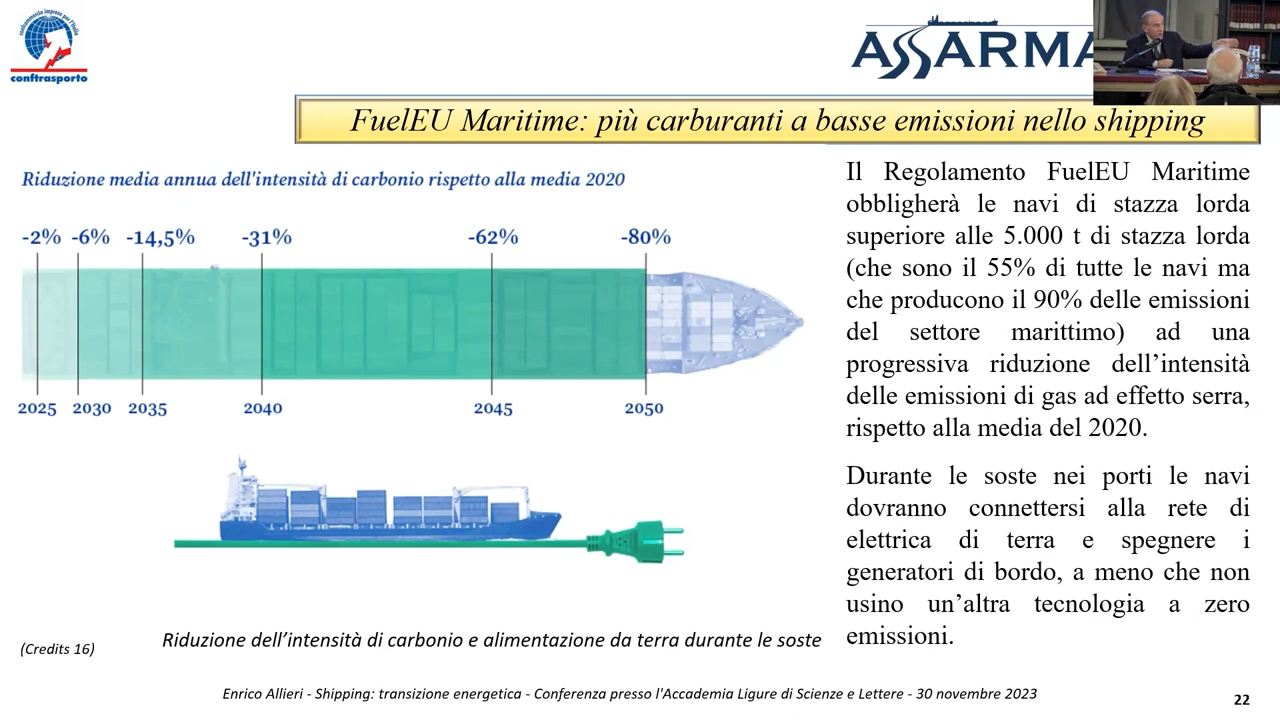 confcommercio imprese per l'italia
conftrasporto
ASSARMA
FuelEU Maritime: più carburanti a basse emissioni nello shipping
Riduzione media annua dell'intensità di carbonio rispetto alla media 2020
-2% -6% -14,5% -31% -62% -80%
2025 2030 2035 2040 2045 2050
Il Regolamento FuelEU Maritime
obbligherà le navi di stazza lorda
superiore alle 5.000 t di stazza lorda
(che sono il 55% di tutte le navi ma
che producono il 90% delle emissioni
del settore marittimo) ad una
progressiva riduzione dell’intensità
delle emissioni di gas ad effetto serra,
rispetto alla media del 2020.
Durante le soste nei porti le navi
dovranno connettersi alla rete di
elettrica di terra e spegnere i
generatori di bordo, a meno che non
usino un’altra tecnologia a zero
emissioni.
(Credits 16)
Riduzione dell’intensità di carbonio e alimentazione da terra durante le soste
Enrico Allieri - Shipping: transizione energetica - Conferenza presso l'Accademia Ligure di Scienze e Lettere - 30 novembre 2023
22